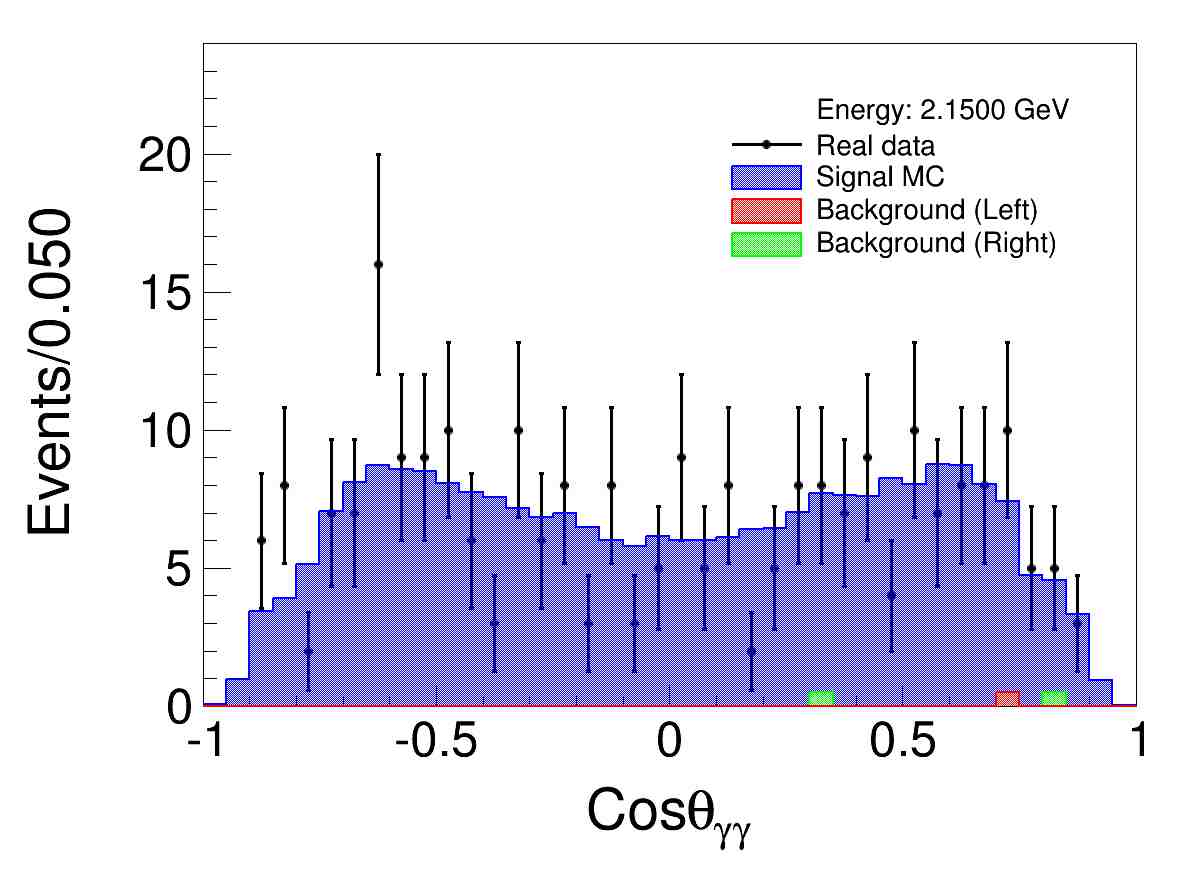 Energy: 2.1500 GeV
Real data
Signal MC
Background (Left)
Background (Right)
Events/0.050
20
15
10
5
0
-1 -0.5 0 0.5 1
Cosθγγ